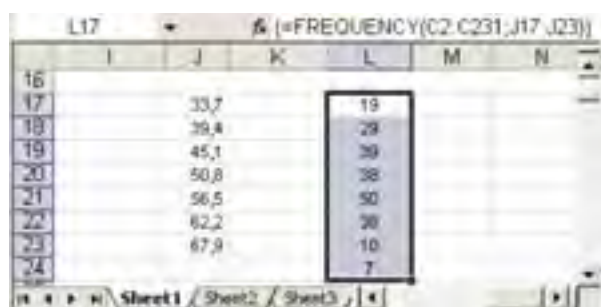 L17 fx {=FREQUENCY(C2:C231;J17:J23)}
I J K L M N
16
17 33,7 19
18 39,4 29
19 45,1 39
20 50,8 38
21 56,5 50
22 62,2 38
23 67,9 10
24 7
Sheet1 / Sheet2 / Sheet3